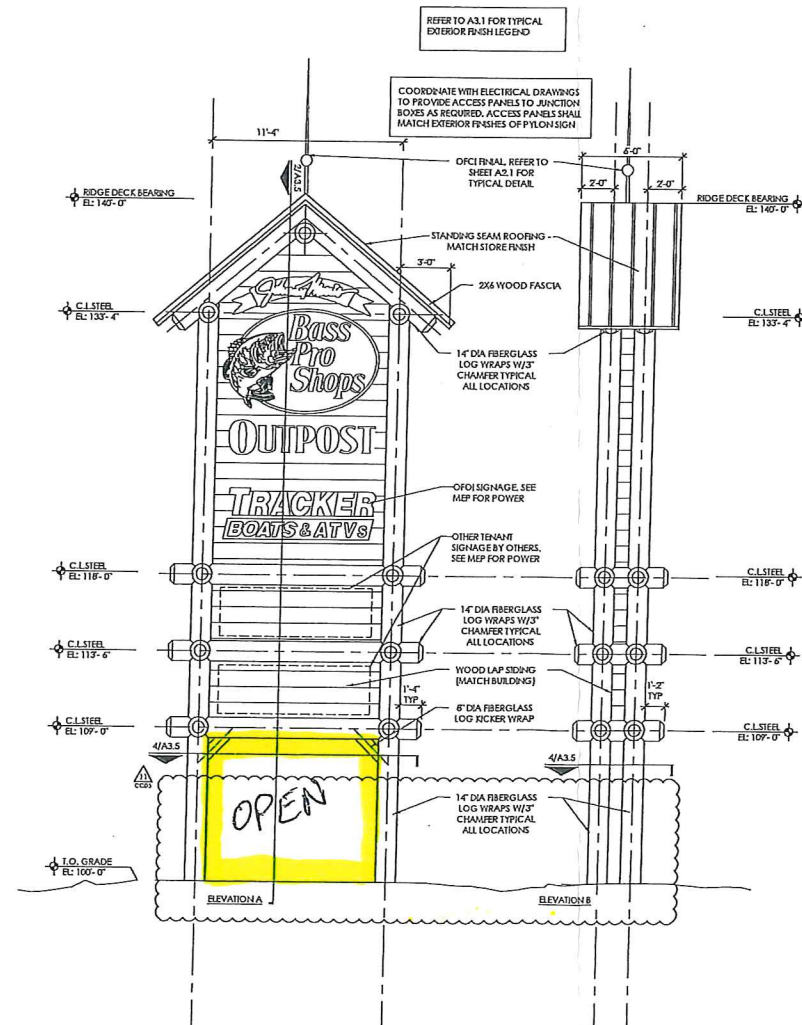 REFER TO A3.1 FOR TYPICAL
EXTERIOR FINISH LEGEND
COORDINATE WITH ELECTRICAL DRAWINGS
TO PROVIDE ACCESS PANELS TO JUNCTION
BOXES AS REQUIRED. ACCESS PANELS SHALL
MATCH EXTERIOR FINISHES OF PYLON SIGN
11'-4"
6'-0"
2'-0"
2'-0"
2/A3.5
OFCI FINIAL, REFER TO
SHEET A2.1 FOR
TYPICAL DETAIL
RIDGE DECK BEARING
EL: 140'- 0"
RIDGE DECK BEARING
EL: 140'- 0"
STANDING SEAM ROOFING -
MATCH STORE FINISH
3'-0"
2X6 WOOD FASCIA
C.L.STEEL
EL: 133'- 4"
C.L.STEEL
EL: 133'- 4"
Bass
Pro
Shops
14" DIA FIBERGLASS
LOG WRAPS W/3"
CHAMFER TYPICAL
ALL LOCATIONS
OUTPOST
TRACKER
BOATS & ATVs
OFOI SIGNAGE, SEE
MEP FOR POWER
OTHER TENANT
SIGNAGE BY OTHERS,
SEE MEP FOR POWER
C.L.STEEL
EL: 118'- 0"
C.L.STEEL
EL: 118'- 0"
14" DIA FIBERGLASS
LOG WRAPS W/3"
CHAMFER TYPICAL
ALL LOCATIONS
C.L.STEEL
EL: 113'- 6"
C.L.STEEL
EL: 113'- 6"
WOOD LAP SIDING
(MATCH BUILDING)
1'-4"
TYP
1'-2"
TYP
6" DIA FIBERGLASS
LOG KICKER WRAP
C.L.STEEL
EL: 109'- 0"
C.L.STEEL
EL: 109'- 0"
4/A3.5
4/A3.5
11
OPEN
14" DIA FIBERGLASS
LOG WRAPS W/3"
CHAMFER TYPICAL
ALL LOCATIONS
T.O. GRADE
EL: 100'- 0"
ELEVATION A
ELEVATION B